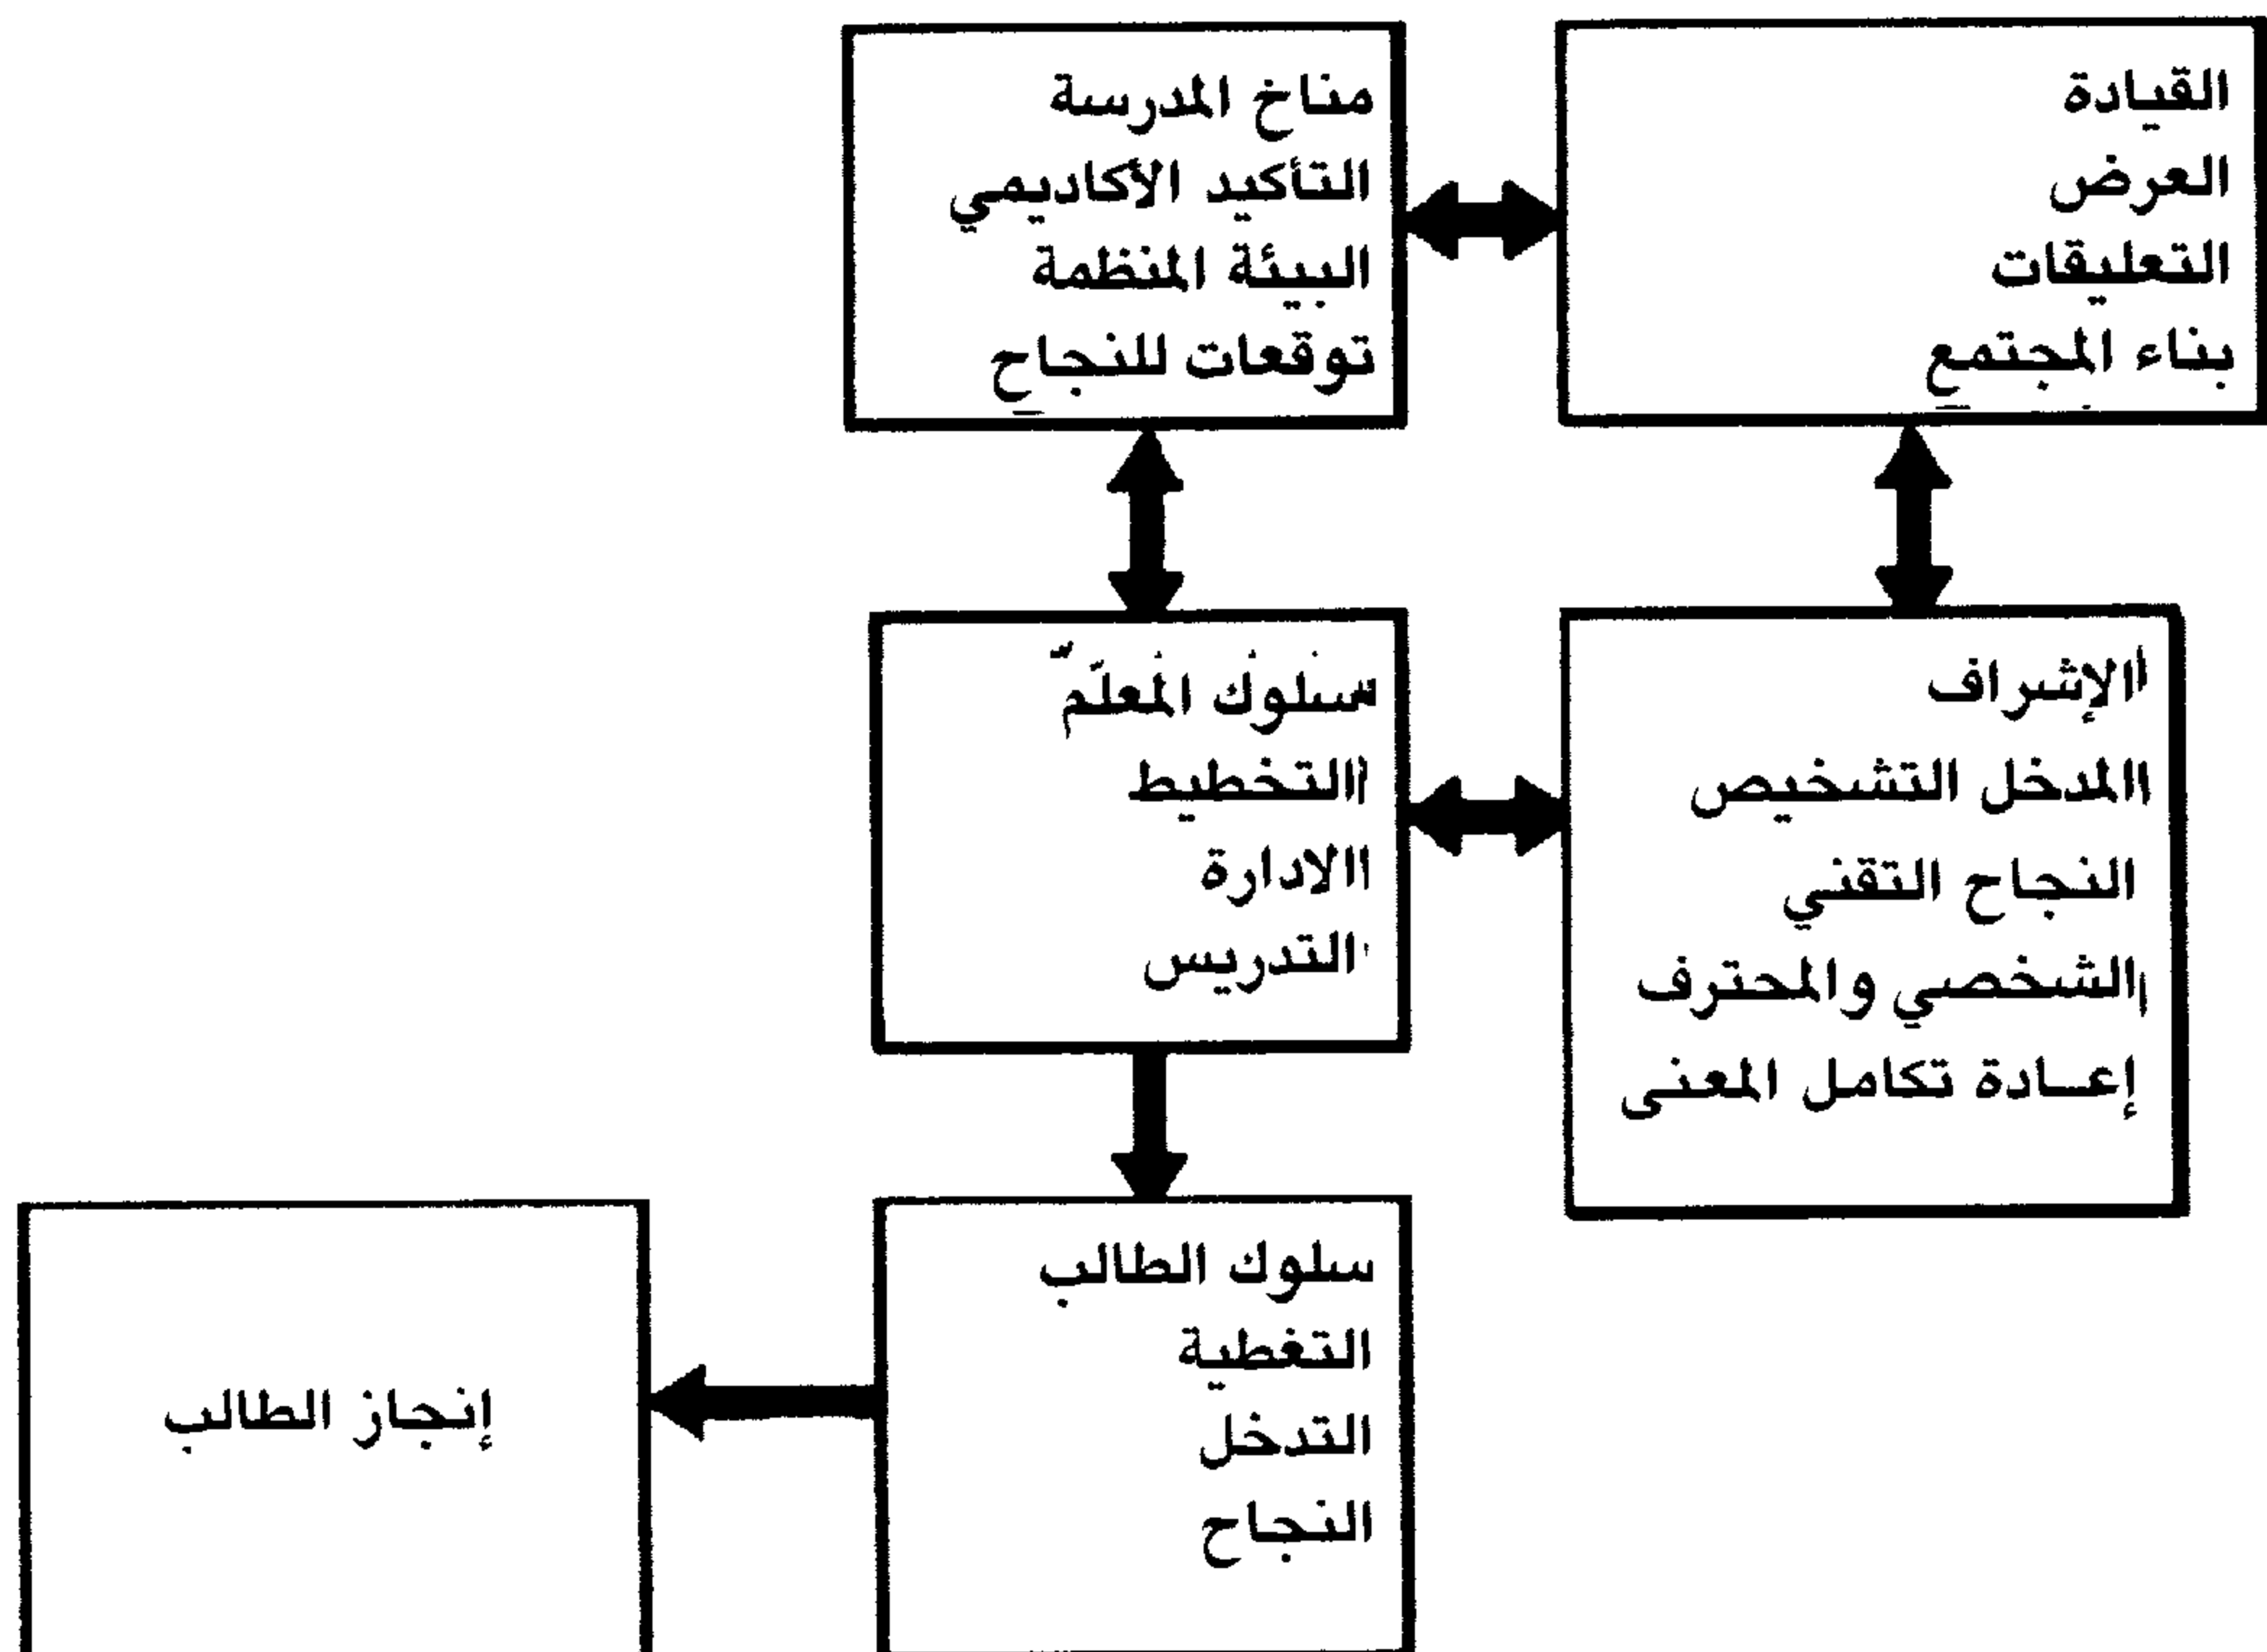 القيادة
العرض
التعليقات
بناء المجتمع
مناخ المدرسة
التأكيد الأكاديمي
البيئة المنظمة
توقعات للنجاح
الإشراف
المدخل التشخيص
النجاح التقني
الشخصي والمحترف
إعادة تكامل المعنى
سلوك المعلّم
التخطيط
الادارة
التدريس
سلوك الطالب
التغطية
التدخل
النجاح
إنجاز الطالب